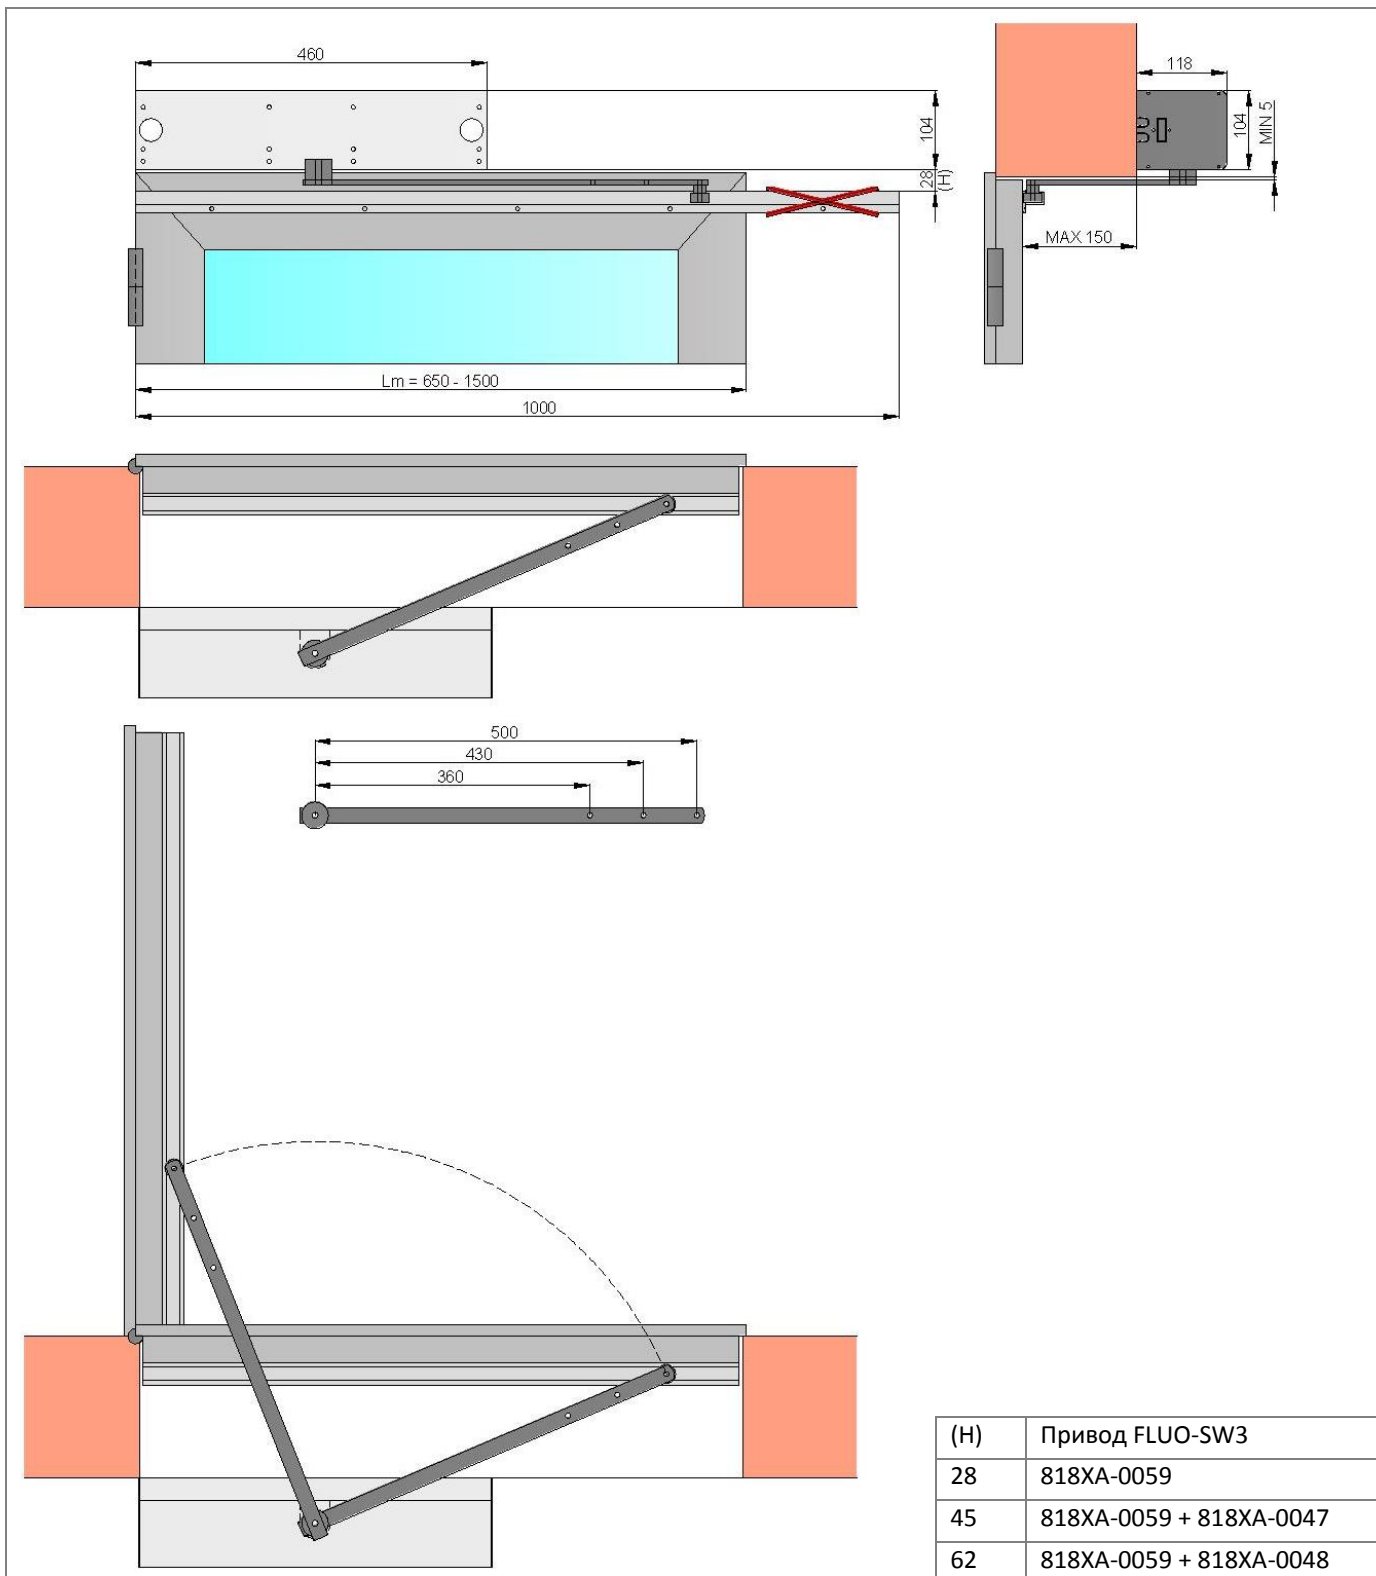 460
118
104
28
(H)
104
MIN 5
MAX 150
Lm = 650 - 1500
1000
500
430
360
(H) Привод FLUO-SW3
28 818XA-0059
45 818XA-0059 + 818XA-0047
62 818XA-0059 + 818XA-0048